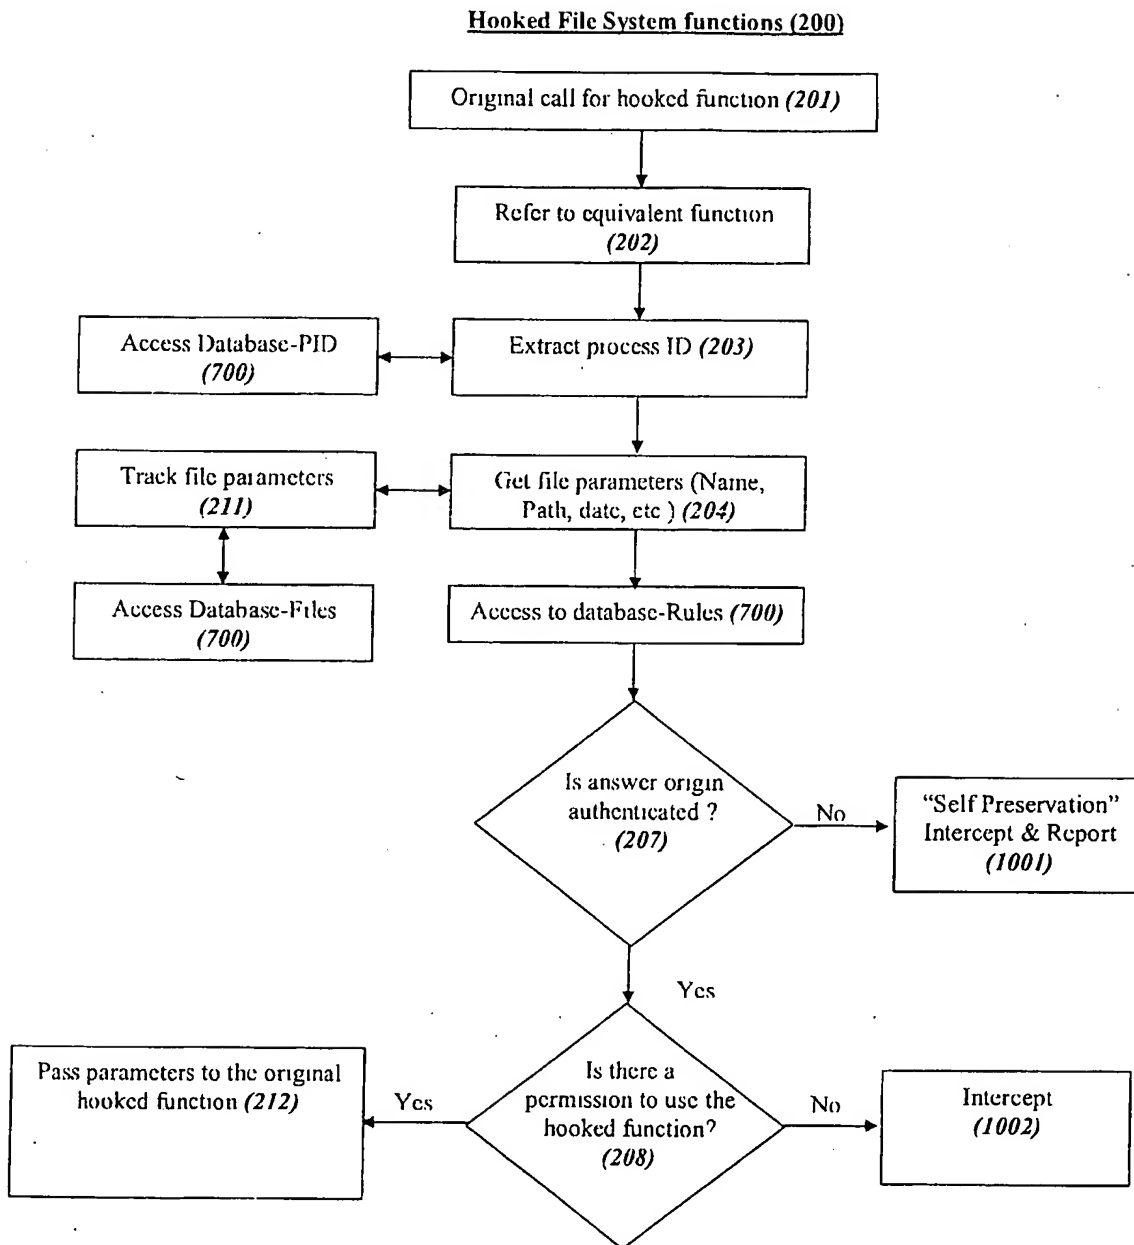 Hooked File System functions (200)
Original call for hooked function (201)
Refer to equivalent function
(202)
Access Database-PID
(700)
Extract process ID (203)
Track file parameters
(211)
Get file parameters (Name,
Path, date, etc ) (204)
Access Database-Files
(700)
Access to database-Rules (700)
Is answer origin
authenticated ?
(207)
No
"Self Preservation"
Intercept & Report
(1001)
Yes
Pass parameters to the original
hooked function (212)
Yes
Is there a
permission to use the
hooked function?
(208)
No
Intercept
(1002)